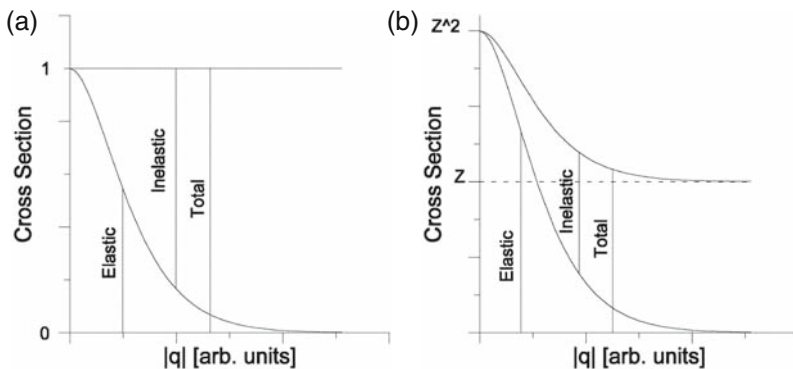 (a)
1
0
Cross Section
Elastic
Inelastic
Total
|q| [arb. units]
(b)
Z^2
Z
Cross Section
Elastic
Inelastic
Total
|q| [arb. units]